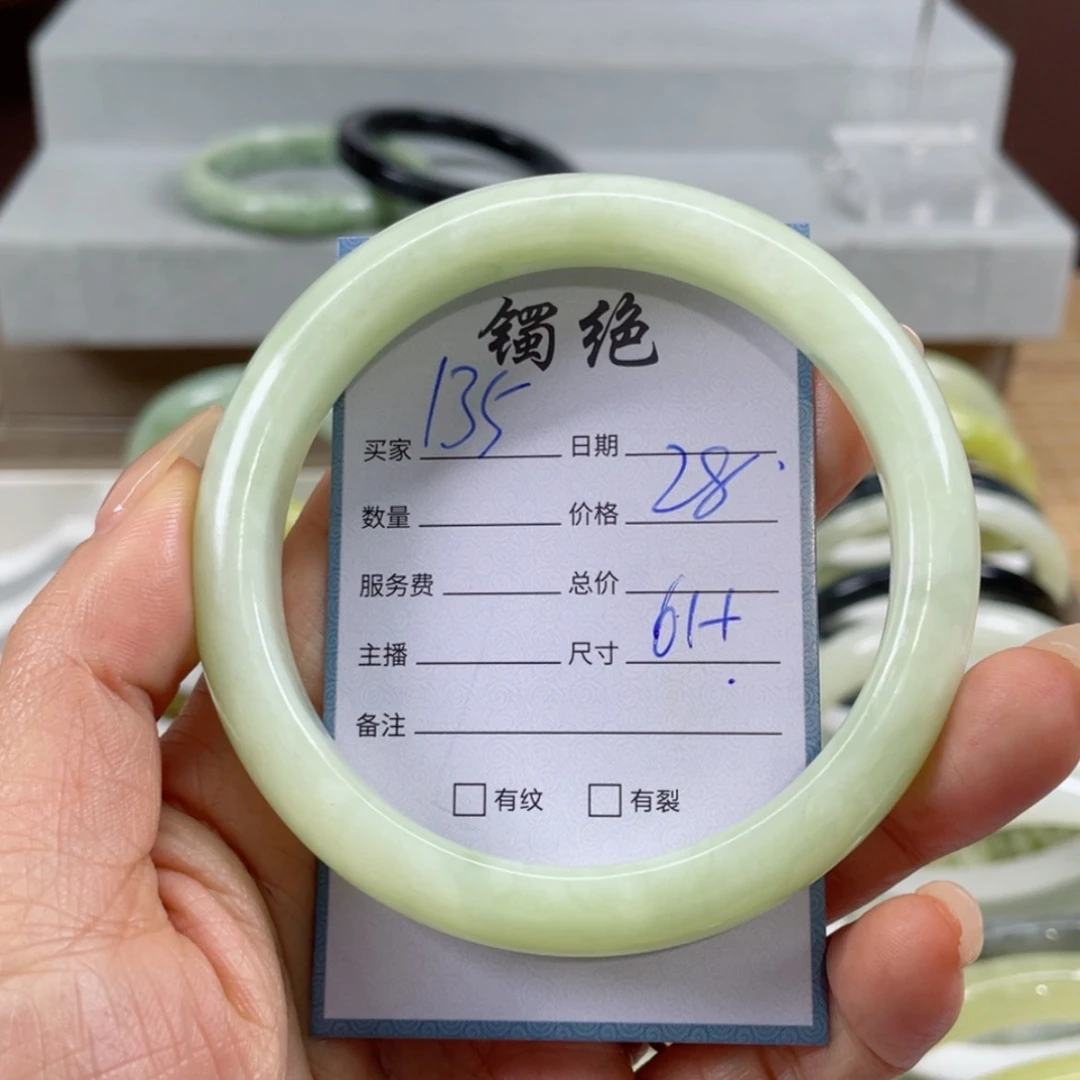 镯绝
买家 135 日期
数量 价格 28
服务费 总价
主播 尺寸 61+
备注
有纹 有裂